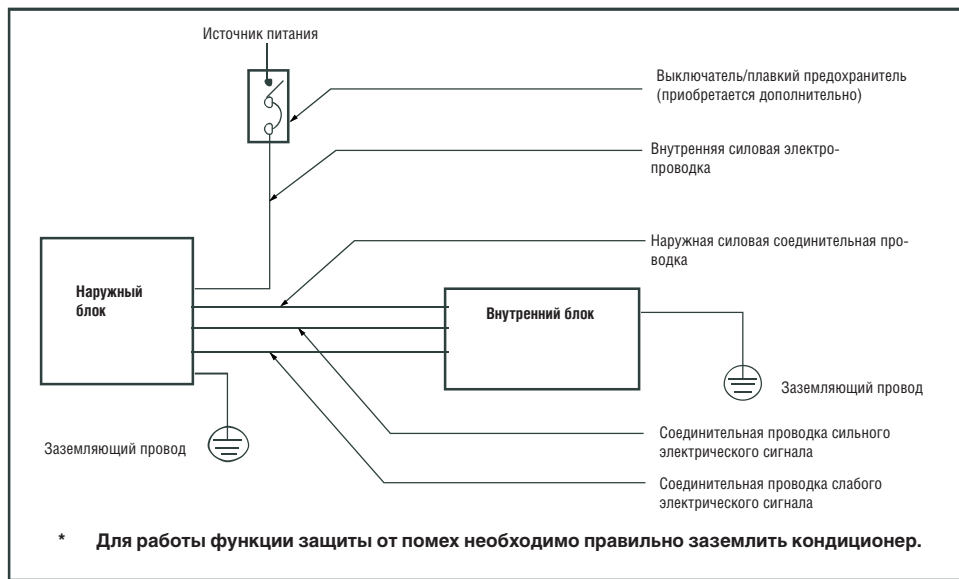 Источник питания
Выключатель/плавкий предохранитель
(приобретается дополнительно)
Внутренняя силовая электро-
проводка
Наружная силовая соединительная про-
водка
Наружный
блок
Внутренний блок
Заземляющий провод
Заземляющий провод
Соединительная проводка сильного
электрического сигнала
Соединительная проводка слабого
электрического сигнала
* Для работы функции защиты от помех необходимо правильно заземлить кондиционер.